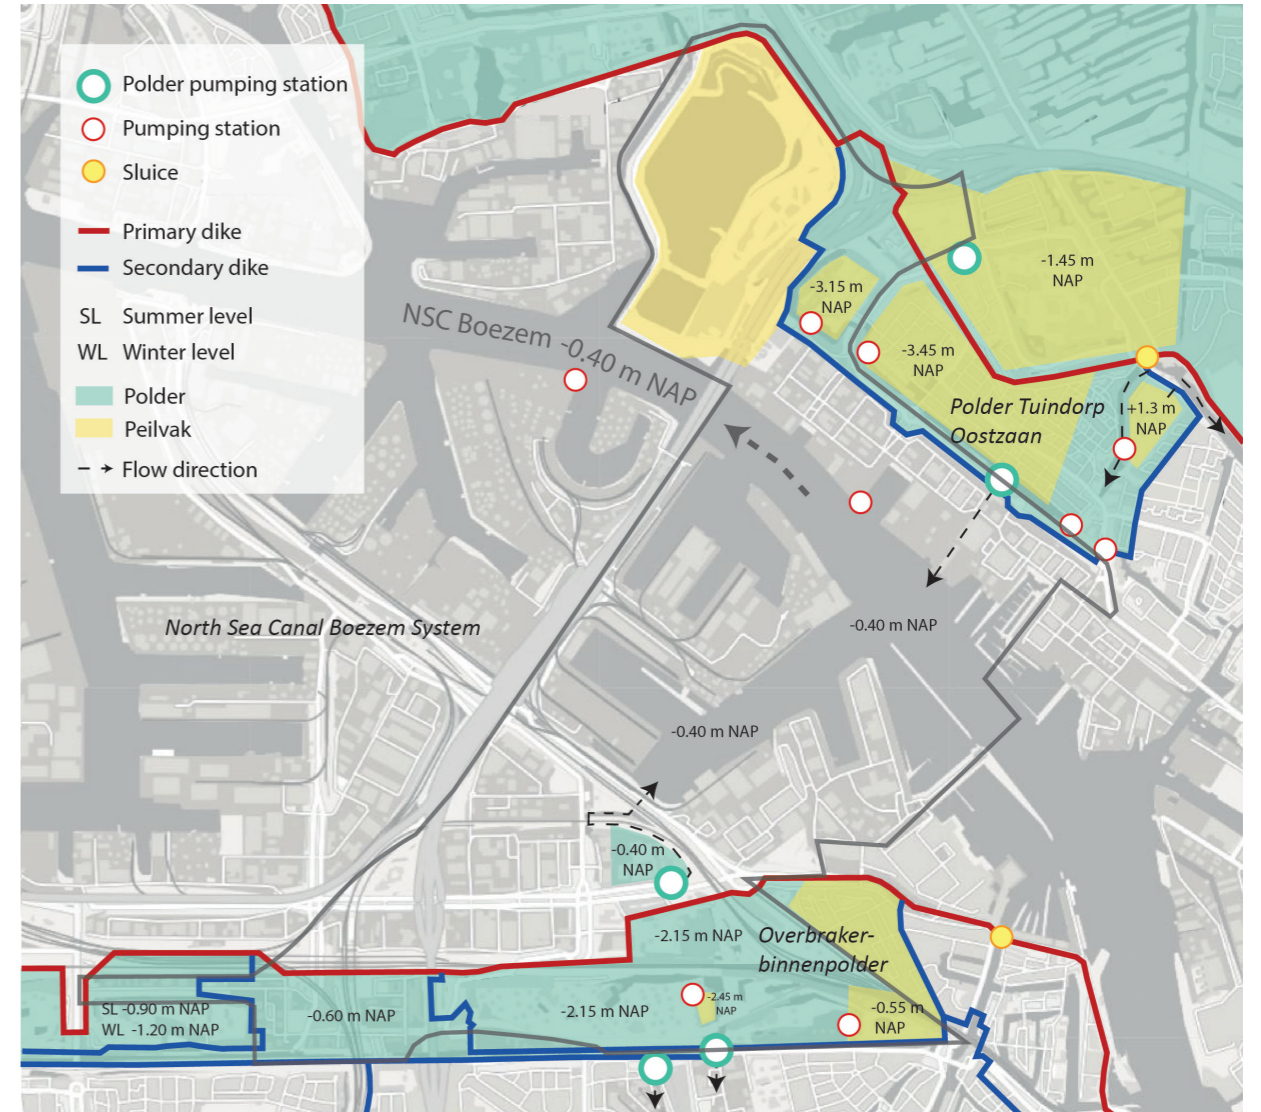 Polder pumping station
Pumping station
Sluice
Primary dike
Secondary dike
SL Summer level
WL Winter level
Polder
Peilvak
Flow direction
NSC Boezem -0.40 m NAP
-3.15 m
NAP
-1.45 m
NAP
-3.45 m
NAP
Polder Tuindorp
Oostzaan
+1.3 m
NAP
North Sea Canal Boezem System
-0.40 m NAP
-0.40 m NAP
-0.40 m
NAP
-2.15 m NAP
Overbraker-
binnenpolder
SL -0.90 m NAP
WL -1.20 m NAP
-0.60 m NAP
-2.15 m NAP
-2.45 m
NAP
-0.55 m
NAP